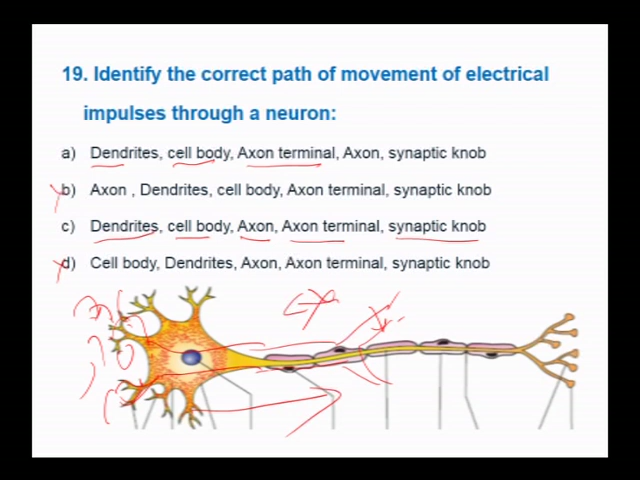 19. Identify the correct path of movement of electrical
impulses through a neuron:
a) Dendrites, cell body, Axon terminal, Axon, synaptic knob
b) Axon , Dendrites, cell body, Axon terminal, synaptic knob
c) Dendrites, cell body, Axon, Axon terminal, synaptic knob
d) Cell body, Dendrites, Axon, Axon terminal, synaptic knob